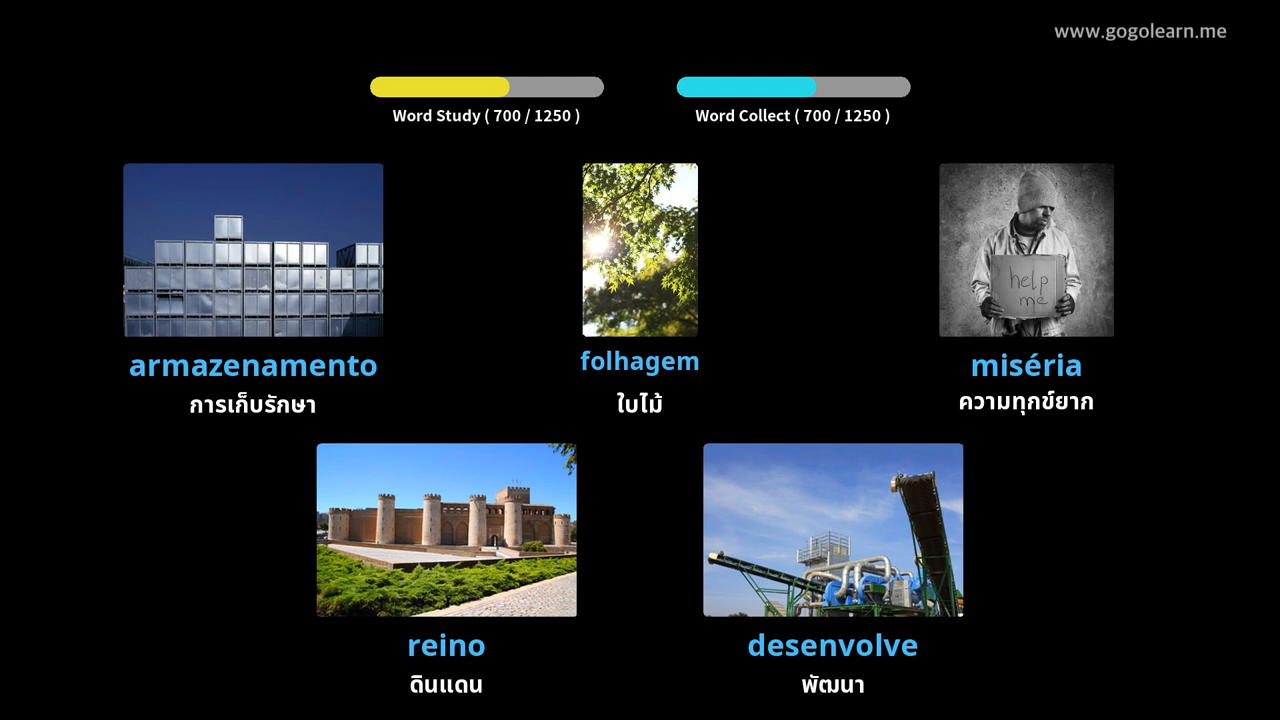 www.gogolearn.me
Word Study ( 700 / 1250 )
Word Collect ( 700 / 1250 )
help
me
armazenamento
folhagem
miséria
การเก็บรักษา
ใบไม้
ความทุกข์ยาก
reino
desenvolve
ดินแดน
พัฒนา